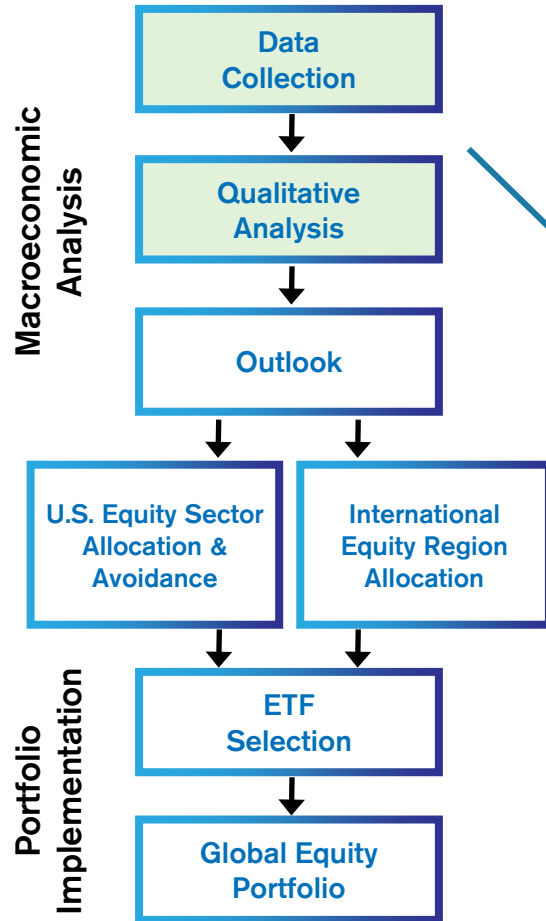 Macroeconomic
Analysis
Data
Collection
Qualitative
Analysis
Outlook
U.S. Equity Sector
Allocation &
Avoidance
International
Equity Region
Allocation
Portfolio
Implementation
ETF
Selection
Global Equity
Portfolio